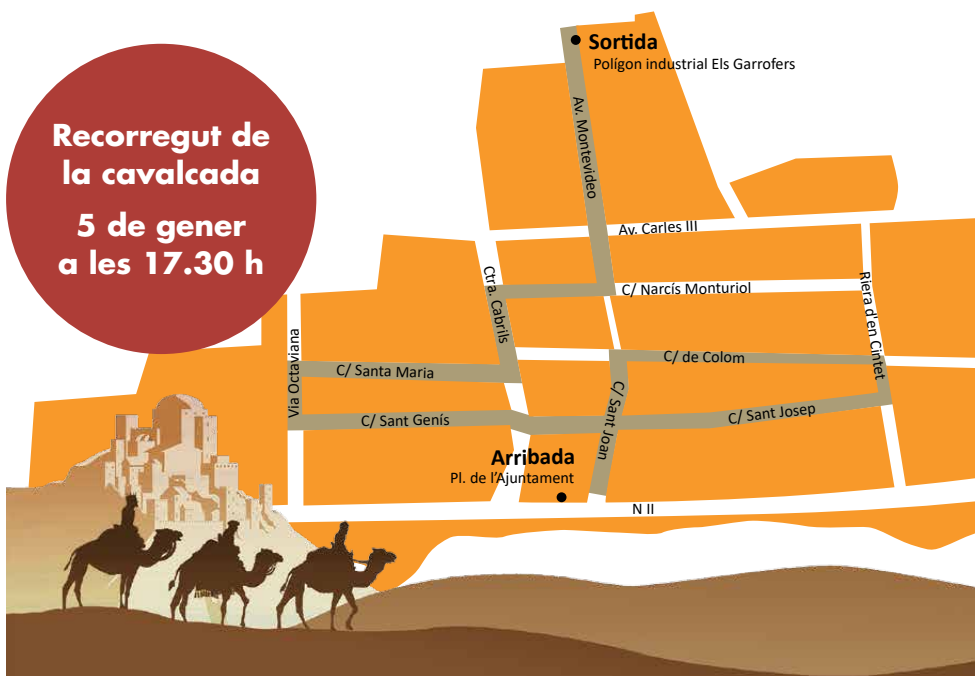 Recorregut de
la cavalcada
5 de gener
a les 17.30 h
Sortida
Polígon industrial Els Garrofers
Av. Montevideo
Av. Carles III
Ctra. Cabrils
C/ Narcís Monturiol
Riera d'en Cintet
Via Octaviana
C/ Santa Maria
C/ de Colom
C/ Sant Genís
C/ Sant Joan
C/ Sant Josep
Arribada
Pl. de l'Ajuntament
N II